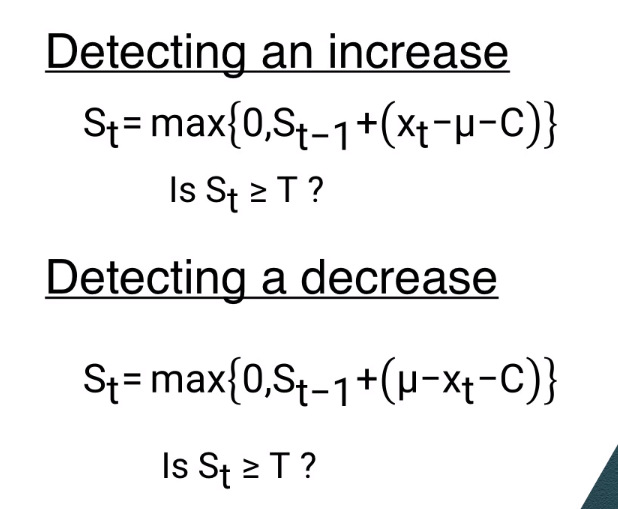 Detecting an increase
Sₜ= max{0,Sₜ₋₁+(xₜ-µ-C)}
Is Sₜ ≥ T ?
Detecting a decrease
Sₜ= max{0,Sₜ₋₁+(µ-xₜ-C)}
Is Sₜ ≥ T ?